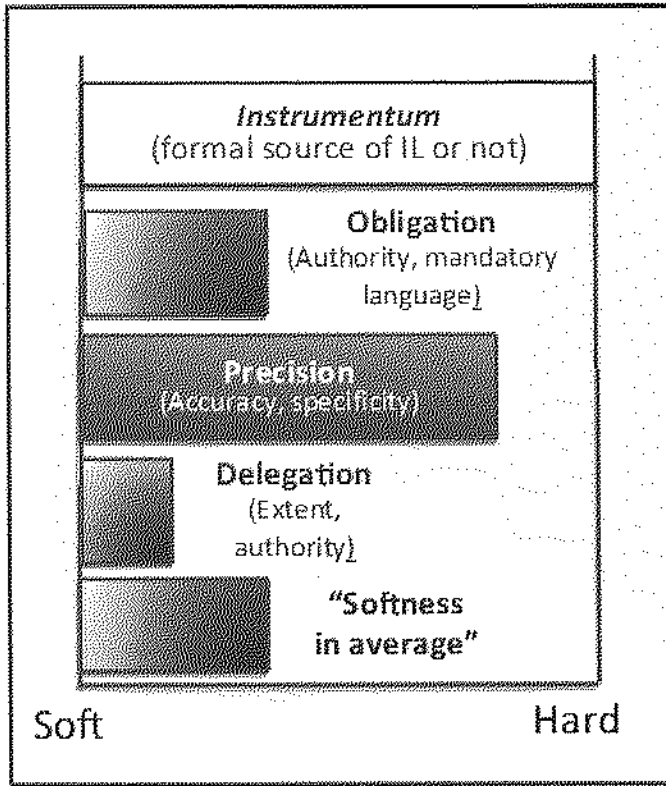 Instrumentum
(formal source of IL or not)
Obligation
(Authority, mandatory
language)
Precision
(Accuracy, specificity)
Delegation
(Extent,
authority)
“Softness
in average”
Soft
Hard